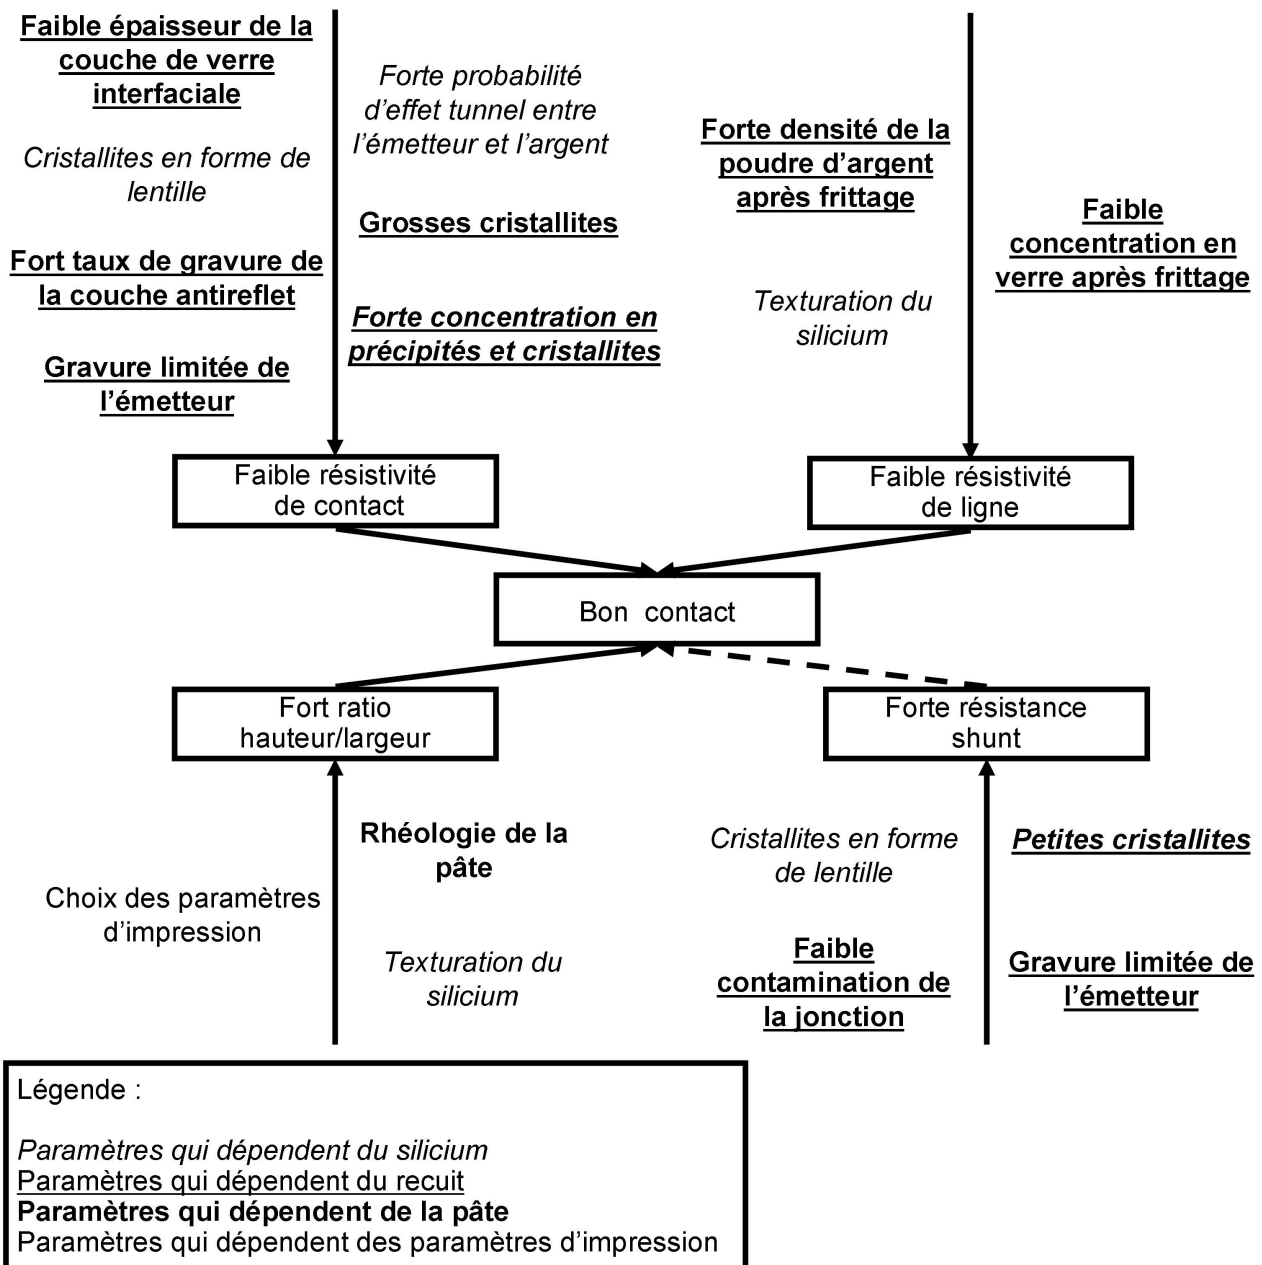 Faible épaisseur de la
couche de verre
interfaciale
Forte probabilité
d’effet tunnel entre
l’émetteur et l’argent
Cristallites en forme de
lentille
Grosses cristallites
Fort taux de gravure de
la couche antireflet
Forte concentration en
précipités et cristallites
Gravure limitée de
l’émetteur
Forte densité de la
poudre d’argent
après frittage
Faible
concentration en
verre après frittage
Texturation du
silicium
Faible résistivité
de contact
Faible résistivité
de ligne
Bon contact
Fort ratio
hauteur/largeur
Forte résistance
shunt
Rhéologie de la
pâte
Choix des paramètres
d’impression
Texturation du
silicium
Cristallites en forme
de lentille
Petites cristallites
Faible
contamination de
la jonction
Gravure limitée de
l’émetteur
Légende :
Paramètres qui dépendent du silicium
Paramètres qui dépendent du recuit
Paramètres qui dépendent de la pâte
Paramètres qui dépendent des paramètres d’impression